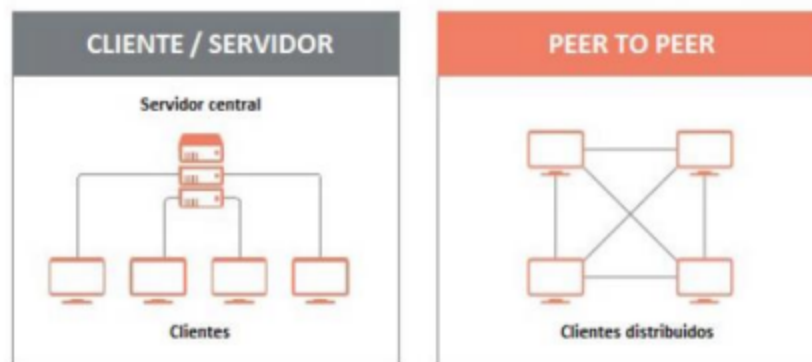 CLIENTE / SERVIDOR
Servidor central
Clientes
PEER TO PEER
Clientes distribuidos